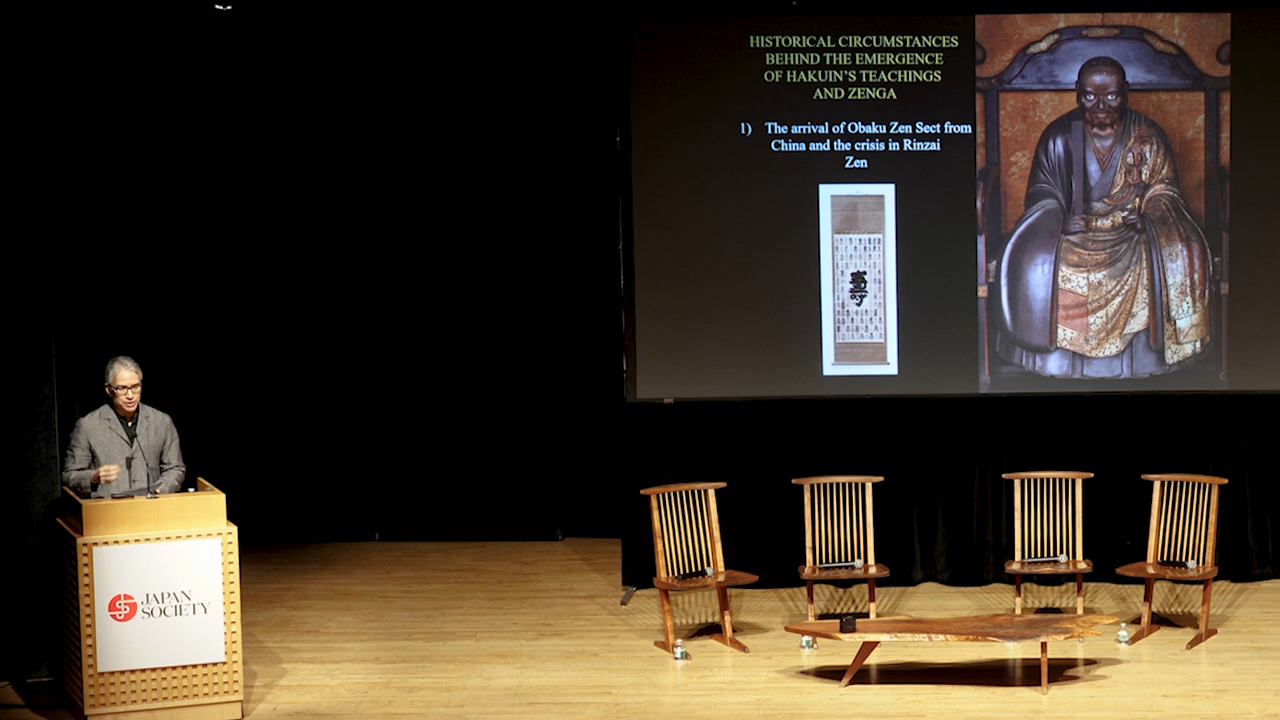 HISTORICAL CIRCUMSTANCES
BEHIND THE EMERGENCE
OF HAKUIN'S TEACHINGS
AND ZENGA
1) The arrival of Obaku Zen Sect from
China and the crisis in Rinzai
Zen
JAPAN
SOCIETY